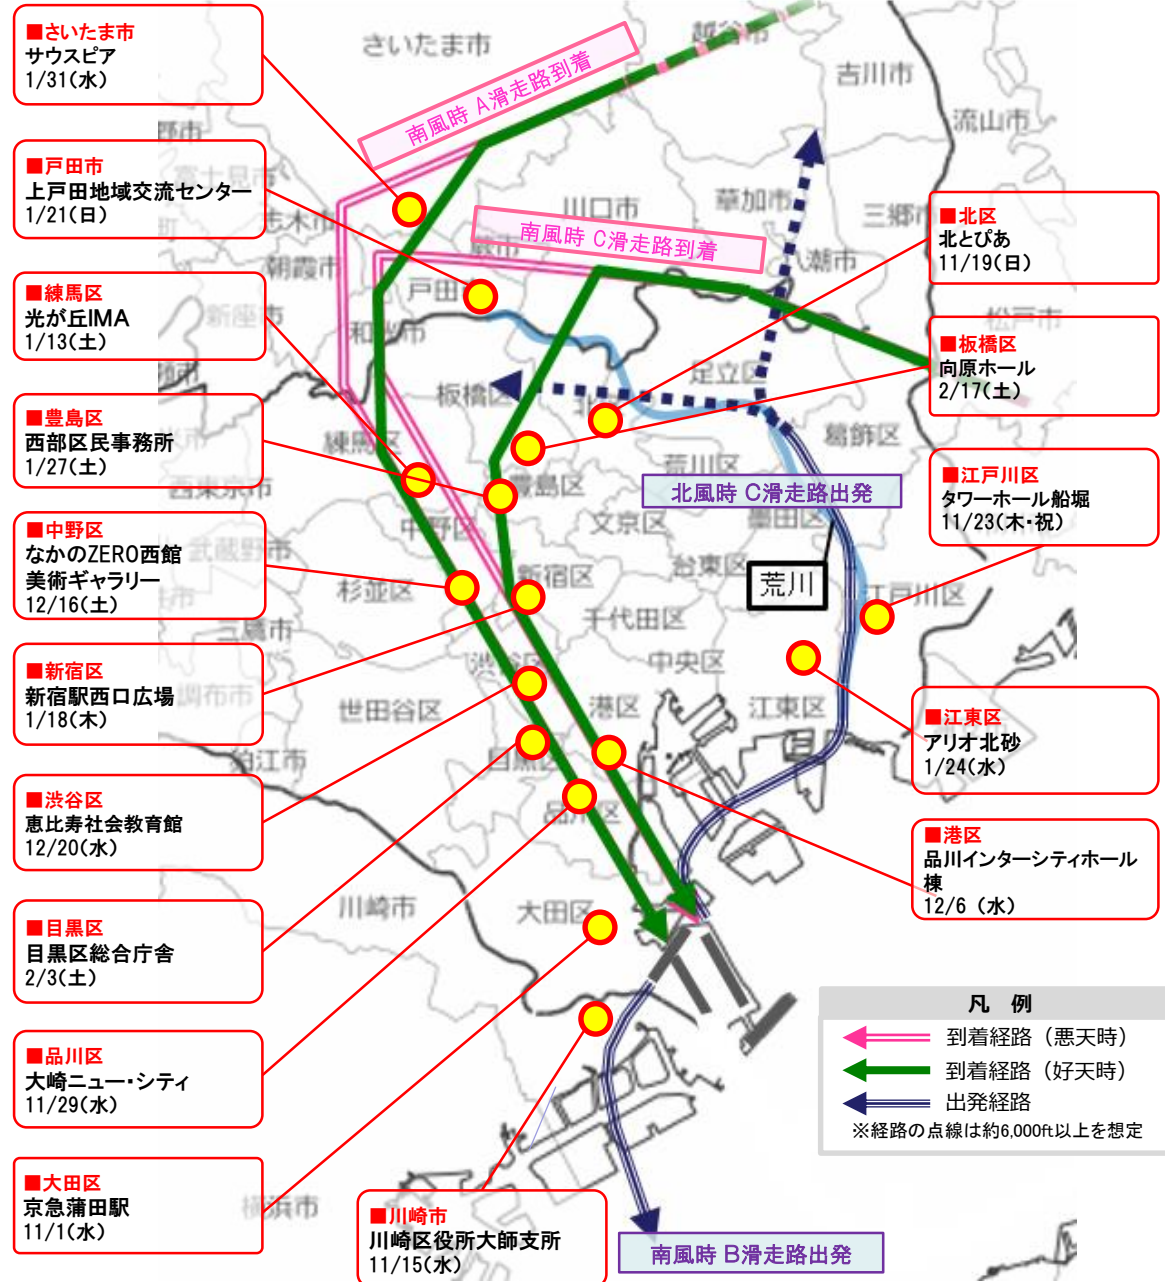 ■さいたま市
サウスピア
1/31(水)
■戸田市
上戸田地域交流センター
1/21(日)
■練馬区
光が丘IMA
1/13(土)
■豊島区
西部区民事務所
1/27(土)
■中野区
なかのZERO西館
美術ギャラリー
12/16(土)
■新宿区
新宿駅西口広場
1/18(木)
■渋谷区
恵比寿社会教育館
12/20(水)
■目黒区
目黒区総合庁舎
2/3(土)
■品川区
大崎ニュー・シティ
11/29(水)
■大田区
京急蒲田駅
11/1(水)
■川崎市
川崎区役所大師支所
11/15(水)
■北区
北とぴあ
11/19(日)
■板橋区
向原ホール
2/17(土)
■江戸川区
タワーホール船堀
11/23(木・祝)
■江東区
アリオ北砂
1/24(水)
■港区
品川インターシティホール
棟
12/6 (水)
南風時 A滑走路到着
南風時 C滑走路到着
北風時 C滑走路出発
荒川
南風時 B滑走路出発
さいたま市
越谷市
吉川市
流山市
富士見市
志木市
川口市
草加市
三郷市
朝霞市
蕨市
八潮市
戸田
新座市
和光市
松戸市
板橋区
足立区
練馬区
葛飾区
荒川区
西東京市
豊島区
中野区
文京区
墨田区
武蔵野市
台東区
杉並区
新宿区
江戸川区
三鷹市
千代田区
渋谷区
中央区
調布市
世田谷区
港区
江東区
狛江市
目黒区
品川区
川崎市
大田区
横浜市
凡 例
到着経路（悪天時）
到着経路（好天時）
出発経路
※経路の点線は約6,000ft以上を想定